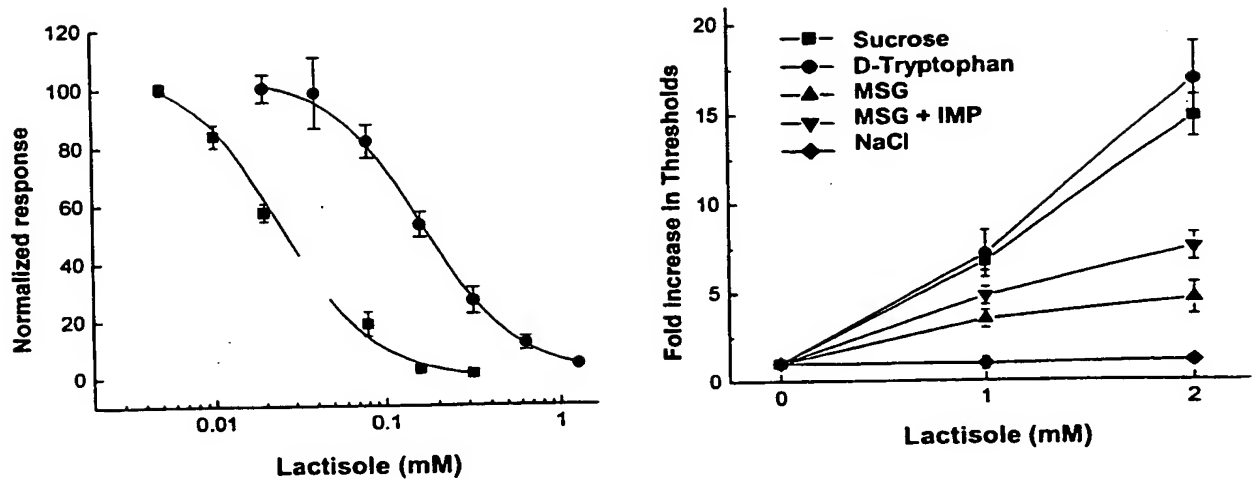 120
100
80
60
40
20
0
Normalized response
0.01 0.1 1
Lactisole (mM)
20
15
10
5
0
Fold Increase in Thresholds
Sucrose
D-Tryptophan
MSG
MSG + IMP
NaCl
0 1 2
Lactisole (mM)